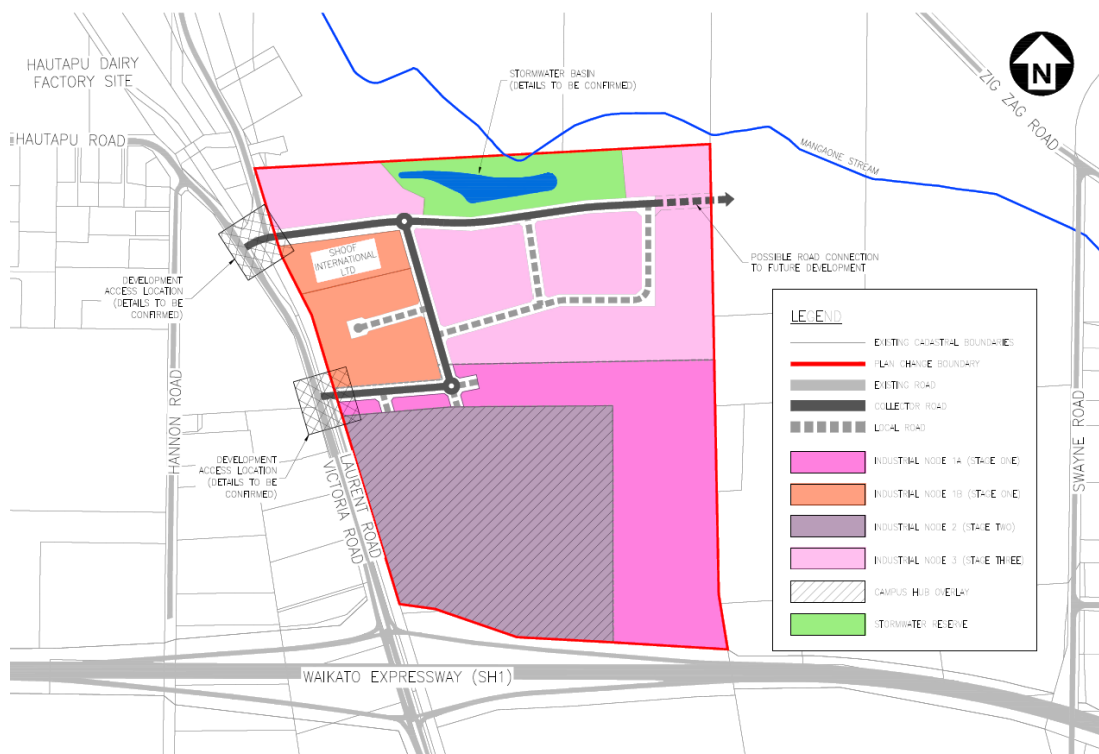 HAUTAPU DAIRY
FACTORY SITE
HAUTAPU ROAD
STORMWATER BASIN
(DETAILS TO BE CONFIRMED)
N
ZIG ZAG ROAD
MANGAONE STREAM
SHOOF
INTERNATIONAL
LTD
POSSIBLE ROAD CONNECTION
TO FUTURE DEVELOPMENT
DEVELOPMENT
ACCESS LOCATION
(DETAILS TO BE
CONFIRMED)
HANNON ROAD
DEVELOPMENT
ACCESS LOCATION
(DETAILS TO BE
CONFIRMED)
LAURENT ROAD
VICTORIA ROAD
SWAYNE ROAD
WAIKATO EXPRESSWAY (SH1)
LEGEND
EXISTING CADASTRAL BOUNDARIES
PLAN CHANGE BOUNDARY
EXISTING ROAD
COLLECTOR ROAD
LOCAL ROAD
INDUSTRIAL NODE 1A (STAGE ONE)
INDUSTRIAL NODE 1B (STAGE ONE)
INDUSTRIAL NODE 2 (STAGE TWO)
INDUSTRIAL NODE 3 (STAGE THREE)
CAMPUS HUB OVERLAY
STORMWATER RESERVE